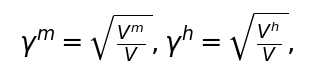 γ^m = √(V^m/V), γ^h = √(V^h/V),